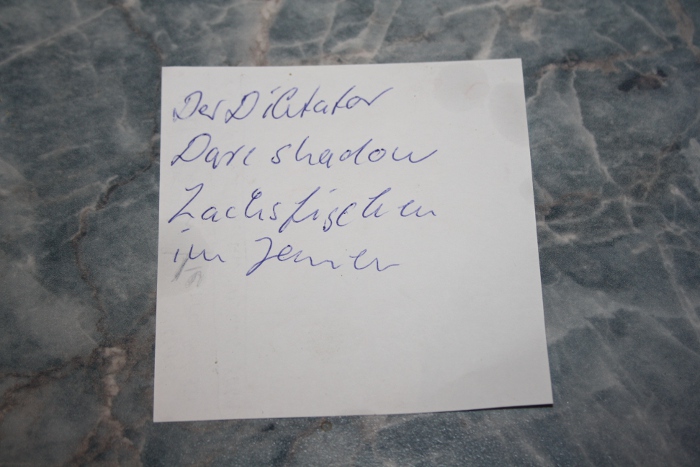 Der Diktator
Dark shadow
Lachsfischen
im Jemen